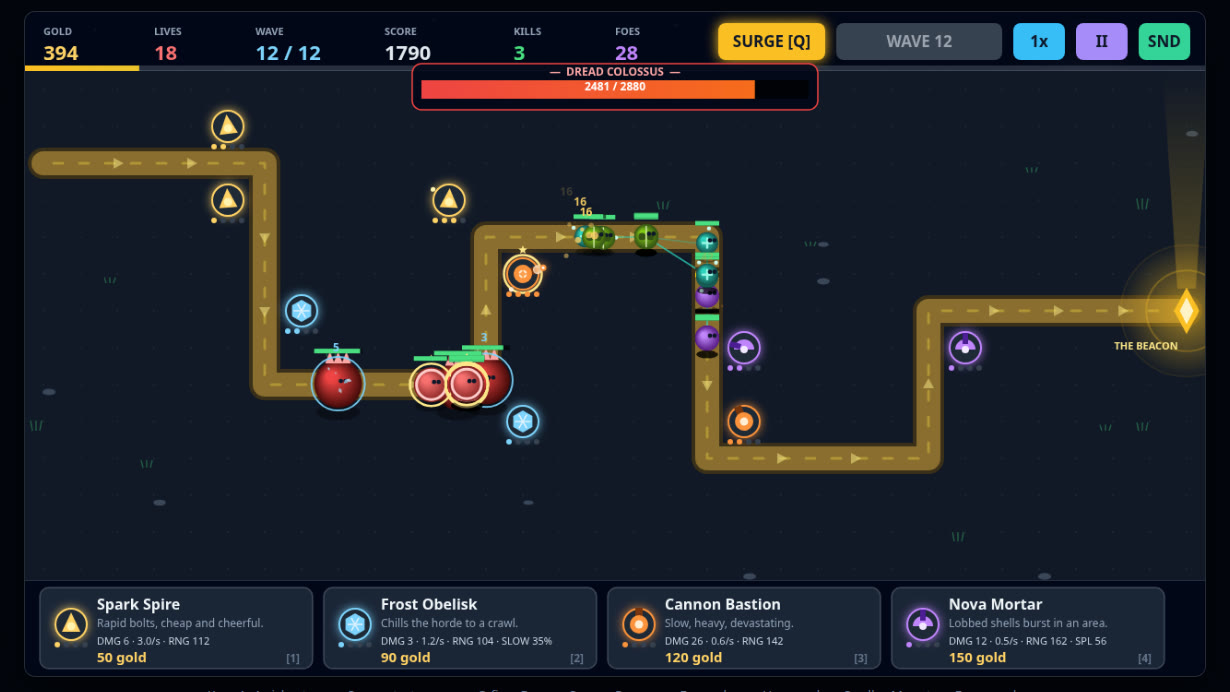 GOLD LIVES WAVE SCORE KILLS FOES
394 18 12 / 12 1790 3 28
SURGE [Q] WAVE 12 1x II SND
— DREAD COLOSSUS —
2481 / 2880
16
16
16
5
3
THE BEACON
Spark Spire
Rapid bolts, cheap and cheerful.
DMG 6 · 3.0/s · RNG 112
50 gold [1]
Frost Obelisk
Chills the horde to a crawl.
DMG 3 · 1.2/s · RNG 104 · SLOW 35%
90 gold [2]
Cannon Bastion
Slow, heavy, devastating.
DMG 26 · 0.6/s · RNG 142
120 gold [3]
Nova Mortar
Lobbed shells burst in an area.
DMG 12 · 0.5/s · RNG 162 · SPL 56
150 gold [4]